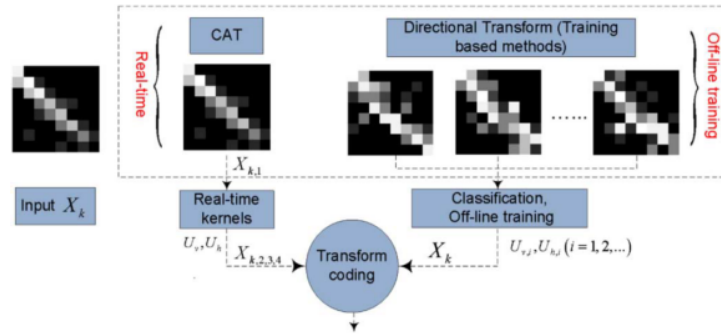 CAT
Directional Transform (Training
based methods)
Real-time
Off-line training
......
X_{k,1}
Input X_k
Real-time
kernels
Classification,
Off-line training
U_v,U_h
X_{k,2,3,4}
Transform
coding
X_k
U_{v,i},U_{h,i}(i=1,2,...)